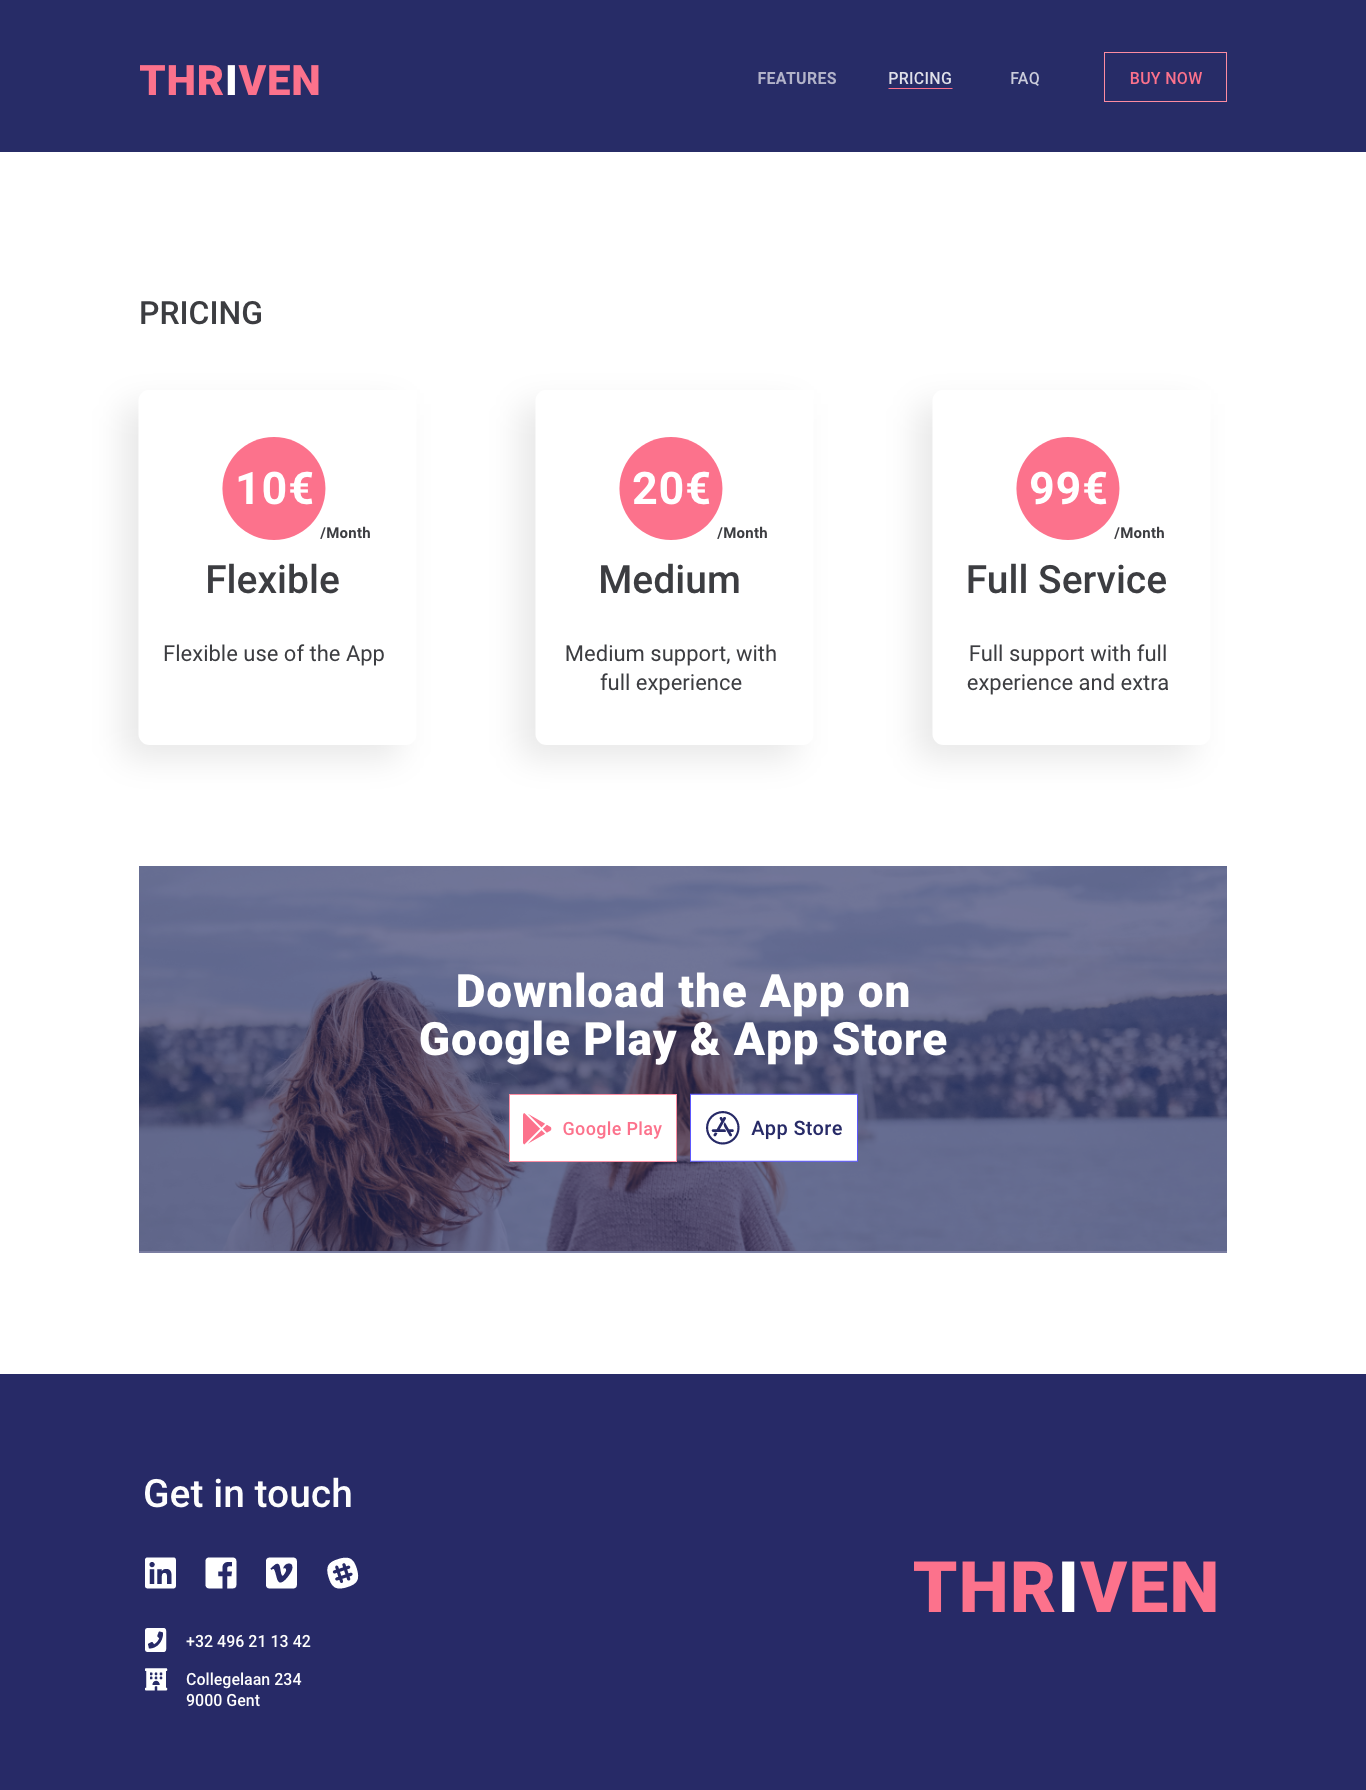 THRIVEN
FEATURES
PRICING
FAQ
BUY NOW
PRICING
10€
/Month
Flexible
Flexible use of the App
20€
/Month
Medium
Medium support, with
full experience
99€
/Month
Full Service
Full support with full
experience and extra
Download the App on
Google Play & App Store
Google Play
App Store
Get in touch
+32 496 21 13 42
Collegelaan 234
9000 Gent
THRIVEN